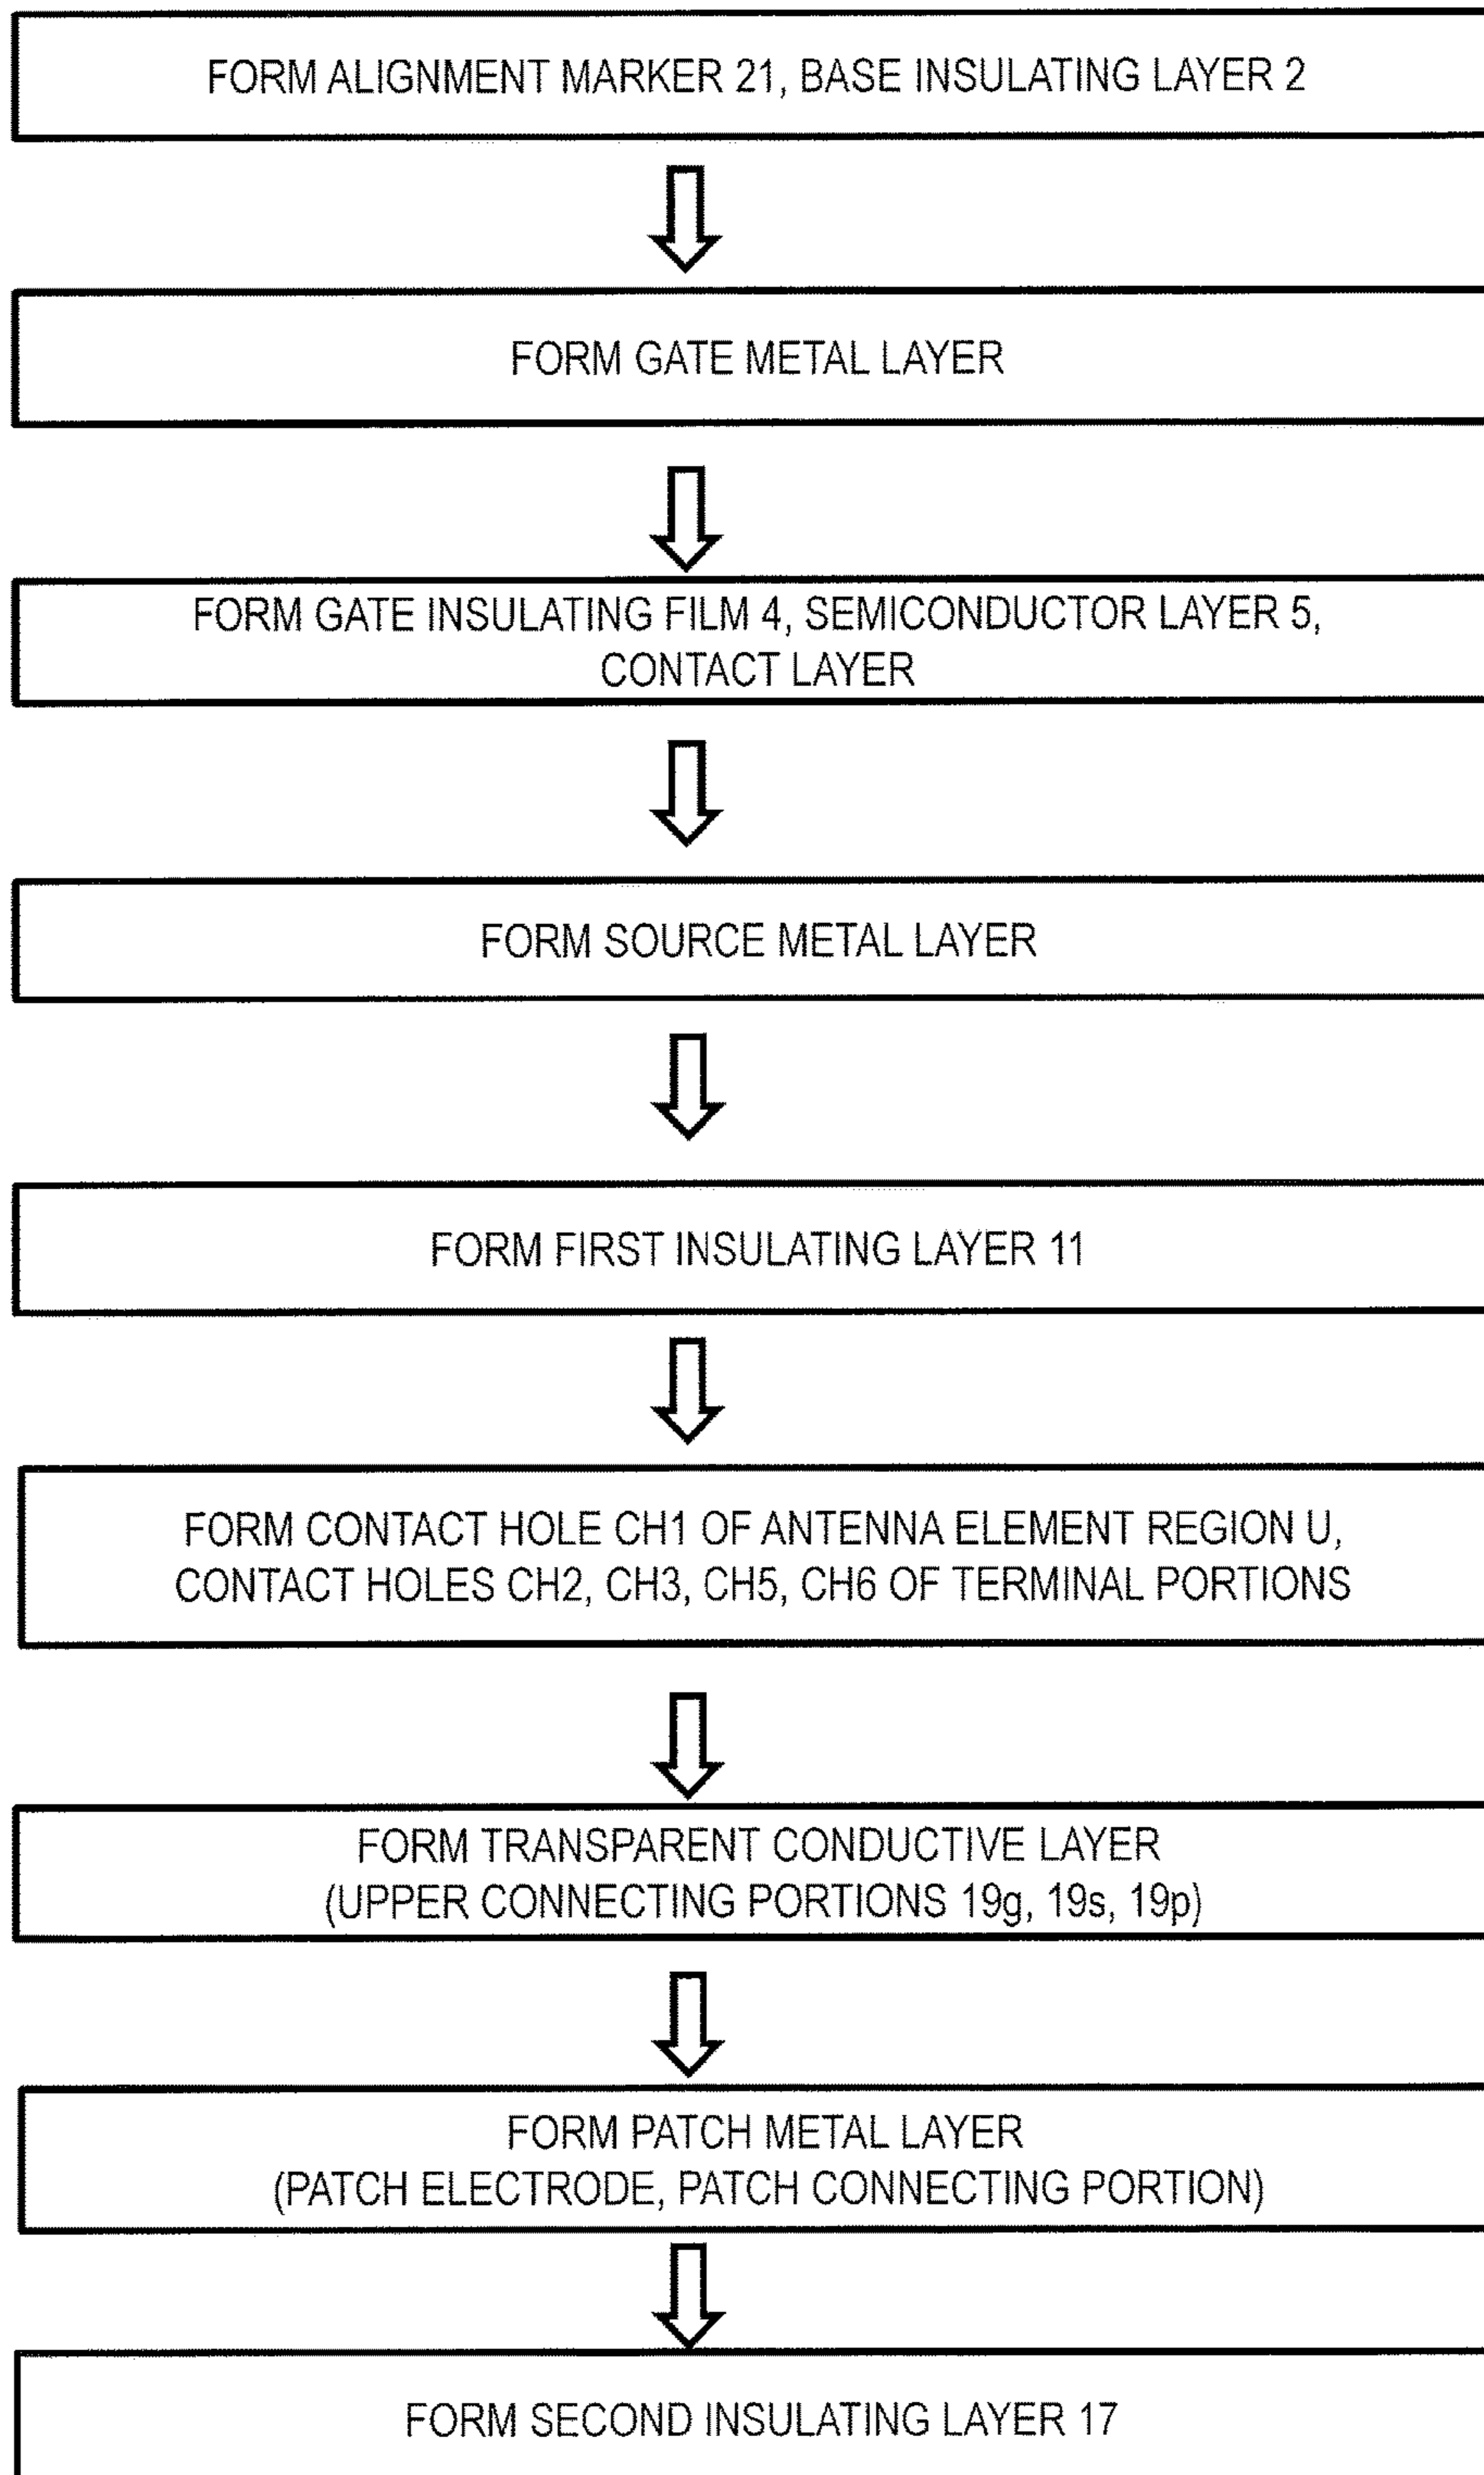 FORM ALIGNMENT MARKER 21, BASE INSULATING LAYER 2
FORM GATE METAL LAYER
FORM GATE INSULATING FILM 4, SEMICONDUCTOR LAYER 5,
CONTACT LAYER
FORM SOURCE METAL LAYER
FORM FIRST INSULATING LAYER 11
FORM CONTACT HOLE CH1 OF ANTENNA ELEMENT REGION U,
CONTACT HOLES CH2, CH3, CH5, CH6 OF TERMINAL PORTIONS
FORM TRANSPARENT CONDUCTIVE LAYER
(UPPER CONNECTING PORTIONS 19g, 19s, 19p)
FORM PATCH METAL LAYER
(PATCH ELECTRODE, PATCH CONNECTING PORTION)
FORM SECOND INSULATING LAYER 17